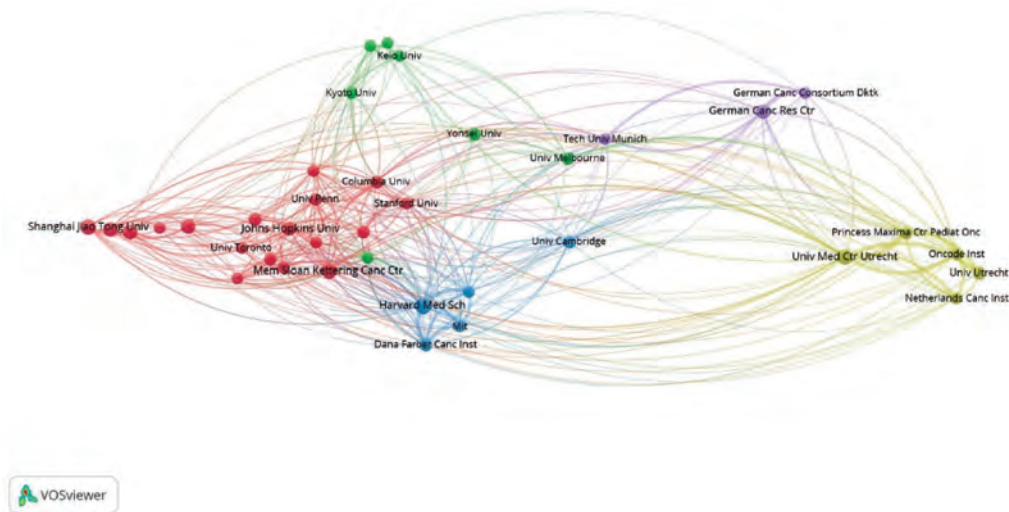 Keio Univ
Kyoto Univ
German Canc Consortium Dktk
German Canc Res Ctr
Yonsei Univ
Tech Univ Munich
Univ Melbourne
Columbia Univ
Univ Penn
Stanford Univ
Shanghai Jiao Tong Univ
Johns Hopkins Univ
Univ Toronto
Mem Sloan Kettering Canc Ctr
Univ Cambridge
Princess Maxima Ctr Pediat Onc
Univ Med Ctr Utrecht
Oncode Inst
Univ Utrecht
Netherlands Canc Inst
Harvard Med Sch
Mit
Dana Farber Canc Inst
VOSviewer